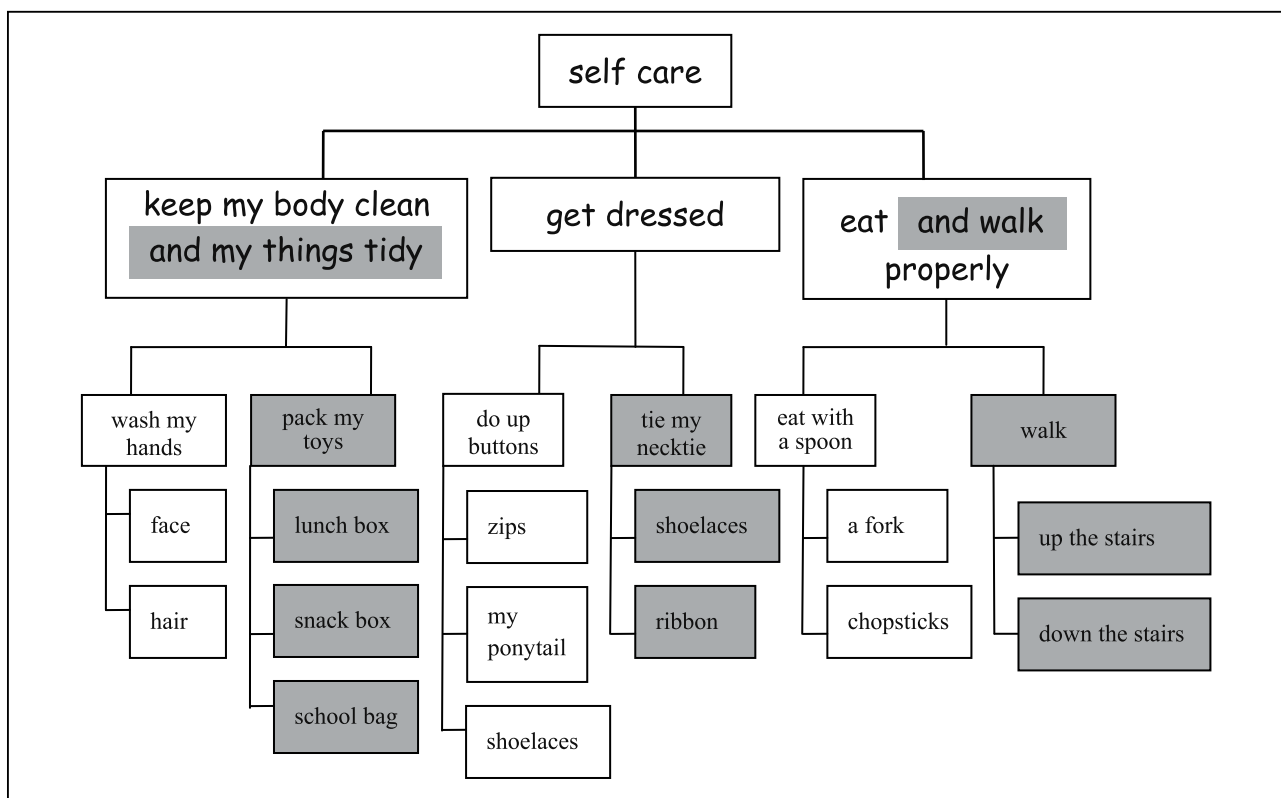 self care
keep my body clean
and my things tidy
get dressed
eat and walk
properly
wash my
hands
face
hair
pack my
toys
lunch box
snack box
school bag
do up
buttons
zips
my
ponytail
shoelaces
tie my
necktie
shoelaces
ribbon
eat with
a spoon
a fork
chopsticks
walk
up the stairs
down the stairs